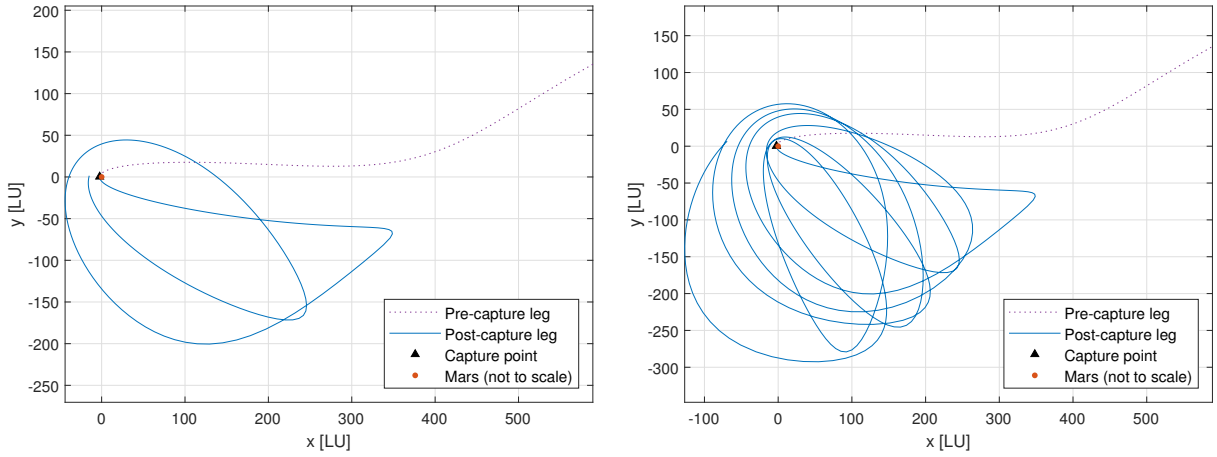 200
150
100
50
0
-50
-100
-150
-200
-250
y [LU]
0 100 200 300 400 500
x [LU]
Pre-capture leg
Post-capture leg
Capture point
Mars (not to scale)
150
100
50
0
-50
-100
-150
-200
-250
-300
y [LU]
-100 0 100 200 300 400 500
x [LU]
Pre-capture leg
Post-capture leg
Capture point
Mars (not to scale)